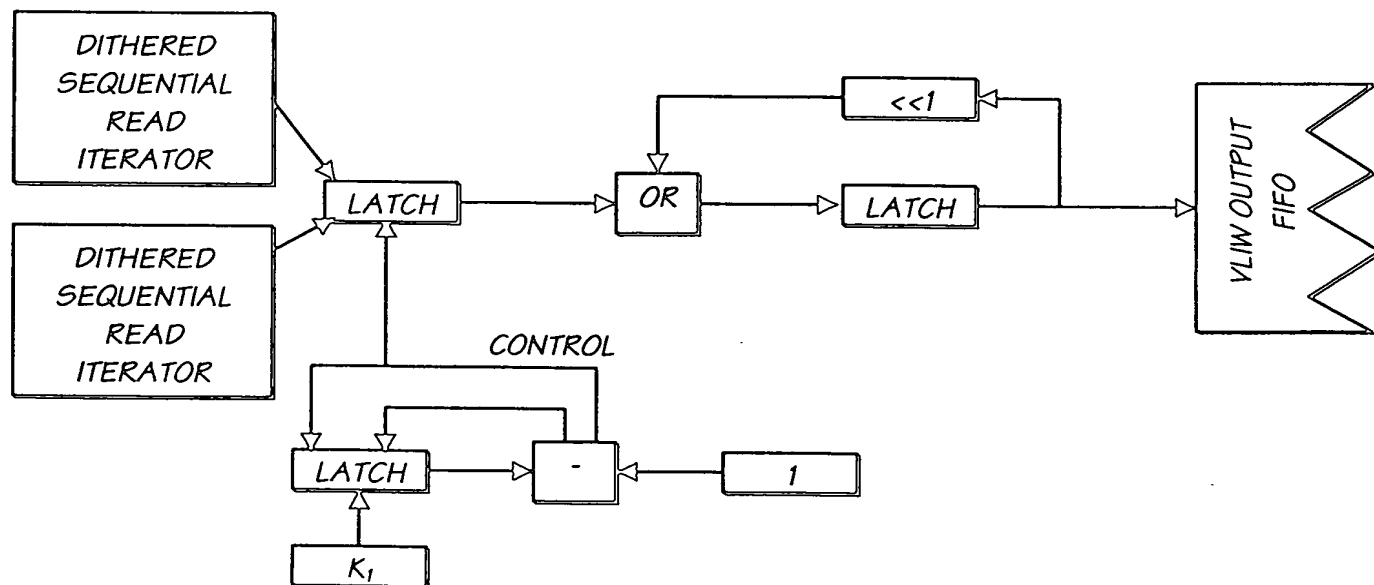 DITHERED
SEQUENTIAL
READ
ITERATOR
<<1
VLIW OUTPUT
FIFO
LATCH
OR
LATCH
DITHERED
SEQUENTIAL
READ
ITERATOR
CONTROL
LATCH
-
1
K₁